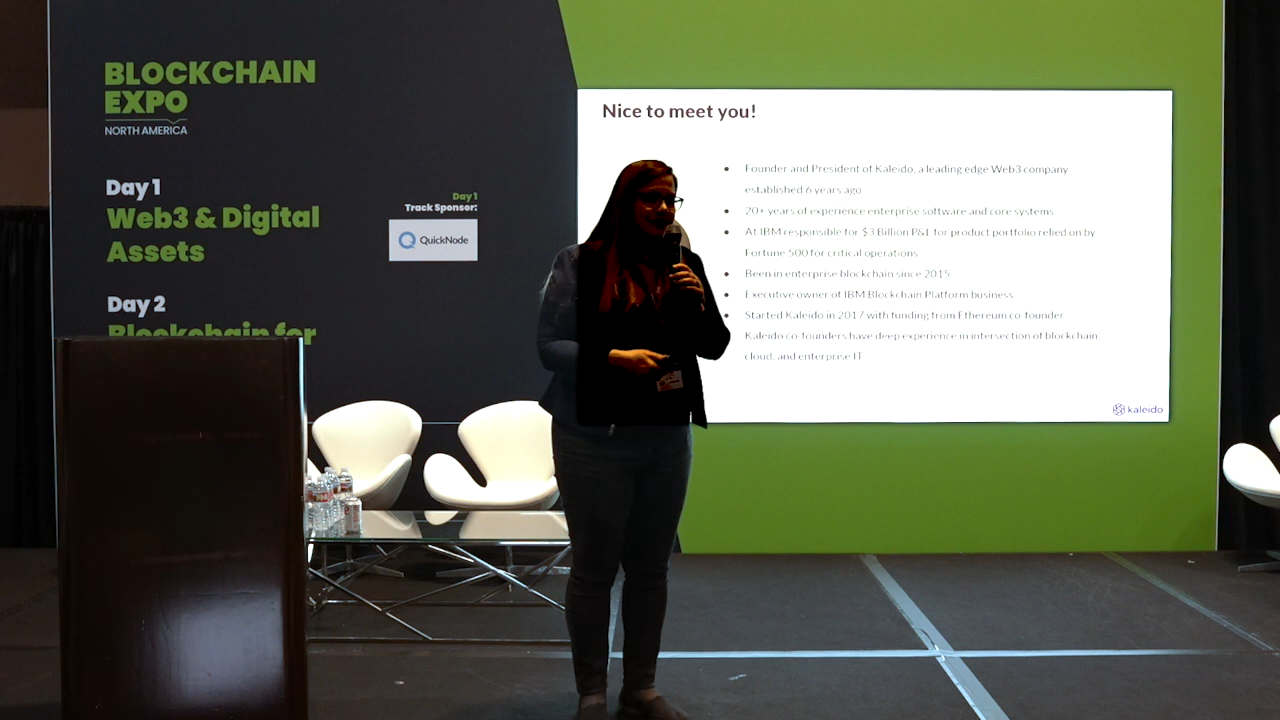 BLOCKCHAIN
EXPO
NORTH AMERICA
Day 1
Web3 & Digital
Assets
Day 2
Blockchain for
Day 1
Track Sponsor:
QuickNode
Nice to meet you!
Founder and President of Kaleido, a leading edge Web3 company
established 6 years ago
20+ years of experience enterprise software and core systems
At IBM responsible for $3 Billion P&L for product portfolio relied on by
Fortune 500 for critical operations
Been in enterprise blockchain since 2015
Executive owner of IBM Blockchain Platform business
Started Kaleido in 2017 with funding from Ethereum co-founder
Kaleido co-founders have deep experience in intersection of blockchain,
cloud, and enterprise IT
kaleido